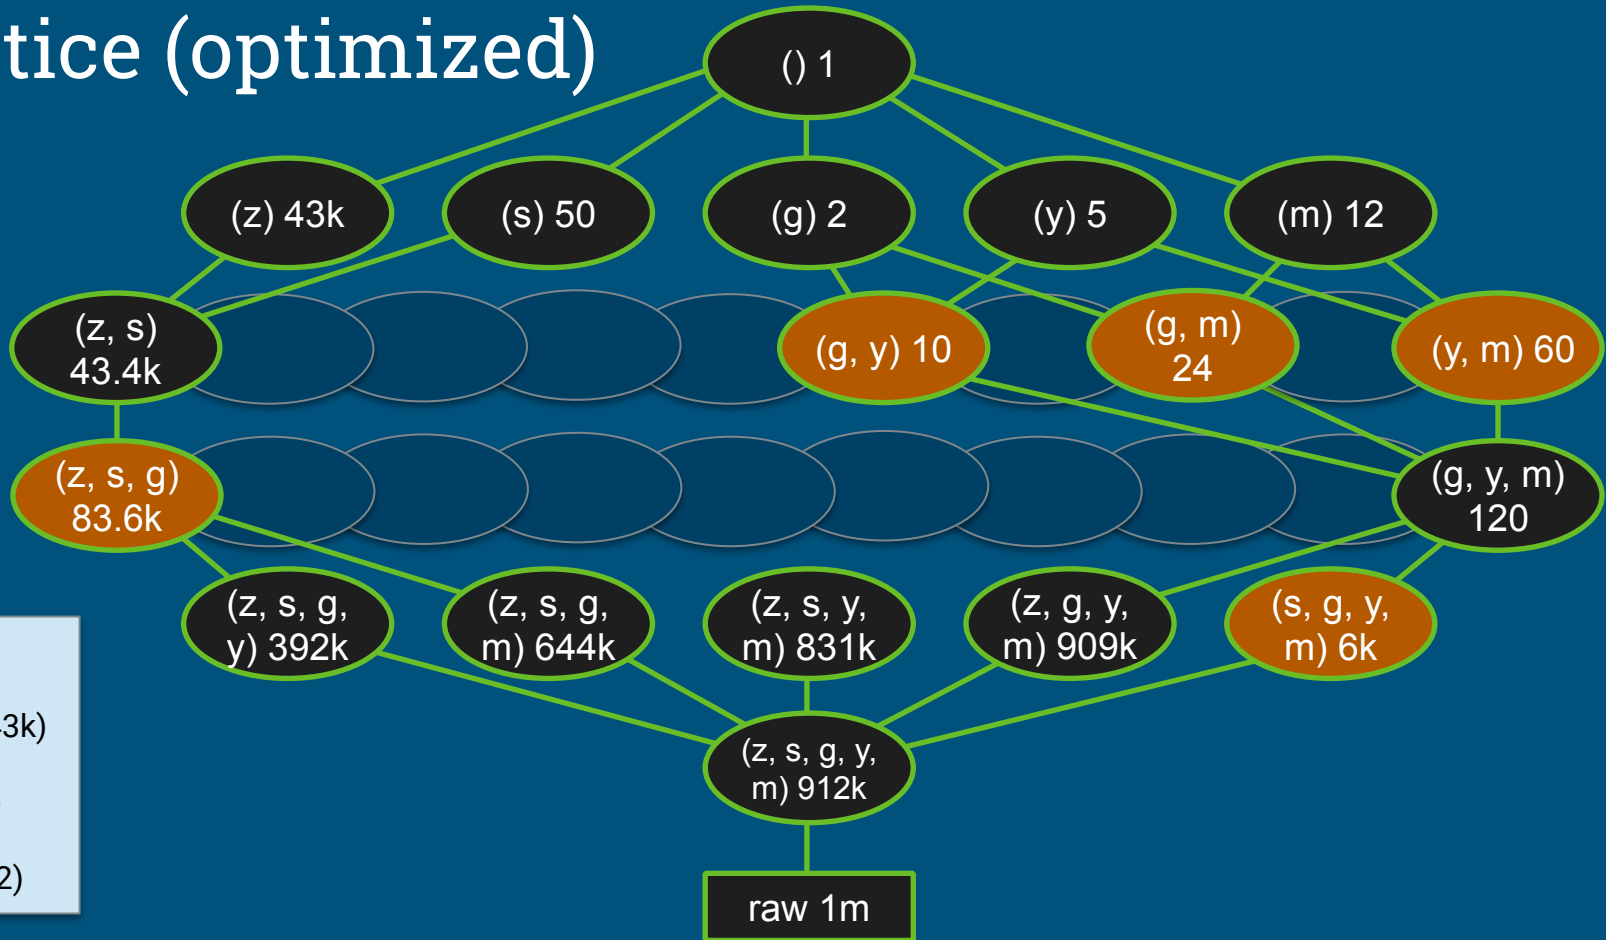 tice (optimized)
() 1
(z) 43k
(s) 50
(g) 2
(y) 5
(m) 12
(z, s)
43.4k
(g, y) 10
(g, m)
24
(y, m) 60
(z, s, g)
83.6k
(g, y, m)
120
(z, s, g,
y) 392k
(z, s, g,
m) 644k
(z, s, y,
m) 831k
(z, g, y,
m) 909k
(s, g, y,
m) 6k
3k)
(z, s, g, y,
m) 912k
2)
raw 1m